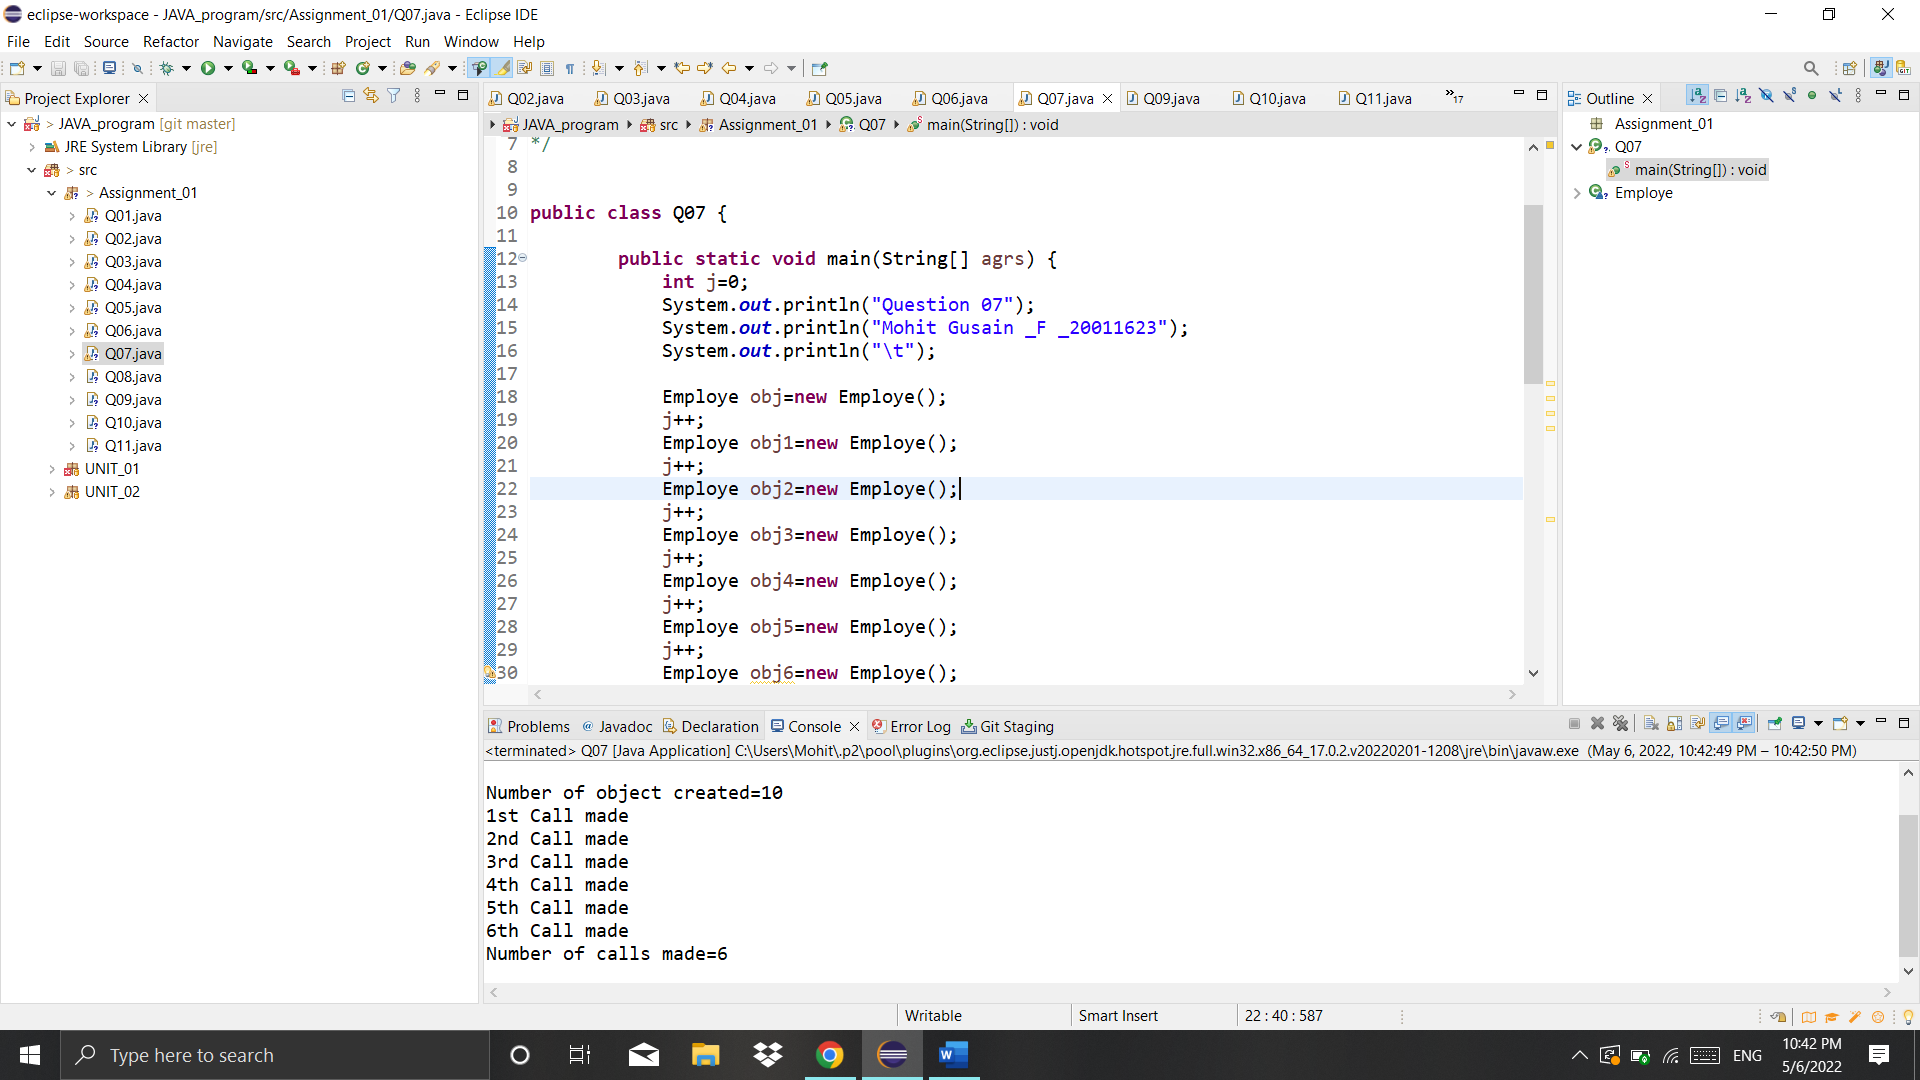 eclipse-workspace - JAVA_program/src/Assignment_01/Q07.java - Eclipse IDE
File Edit Source Refactor Navigate Search Project Run Window Help
Project Explorer
> JAVA_program [git master]
JRE System Library [jre]
> src
> Assignment_01
Q01.java
Q02.java
Q03.java
Q04.java
Q05.java
Q06.java
Q07.java
Q08.java
Q09.java
Q10.java
Q11.java
UNIT_01
UNIT_02
Q02.java Q03.java Q04.java Q05.java Q06.java Q07.java Q09.java Q10.java Q11.java »17
JAVA_program src Assignment_01 Q07 main(String[]) : void
7 */
8
9
10 public class Q07 {
11
12 public static void main(String[] agrs) {
13 int j=0;
14 System.out.println("Question 07");
15 System.out.println("Mohit Gusain _F _20011623");
16 System.out.println("\t");
17
18 Employe obj=new Employe();
19 j++;
20 Employe obj1=new Employe();
21 j++;
22 Employe obj2=new Employe();
23 j++;
24 Employe obj3=new Employe();
25 j++;
26 Employe obj4=new Employe();
27 j++;
28 Employe obj5=new Employe();
29 j++;
30 Employe obj6=new Employe();
Outline
Assignment_01
Q07
main(String[]) : void
Employe
Problems @ Javadoc Declaration Console Error Log Git Staging
<terminated> Q07 [Java Application] C:\Users\Mohit\.p2\pool\plugins\org.eclipse.justj.openjdk.hotspot.jre.full.win32.x86_64_17.0.2.v20220201-1208\jre\bin\javaw.exe (May 6, 2022, 10:42:49 PM – 10:42:50 PM)
Number of object created=10
1st Call made
2nd Call made
3rd Call made
4th Call made
5th Call made
6th Call made
Number of calls made=6
Writable Smart Insert 22 : 40 : 587
Type here to search
ENG
10:42 PM
5/6/2022